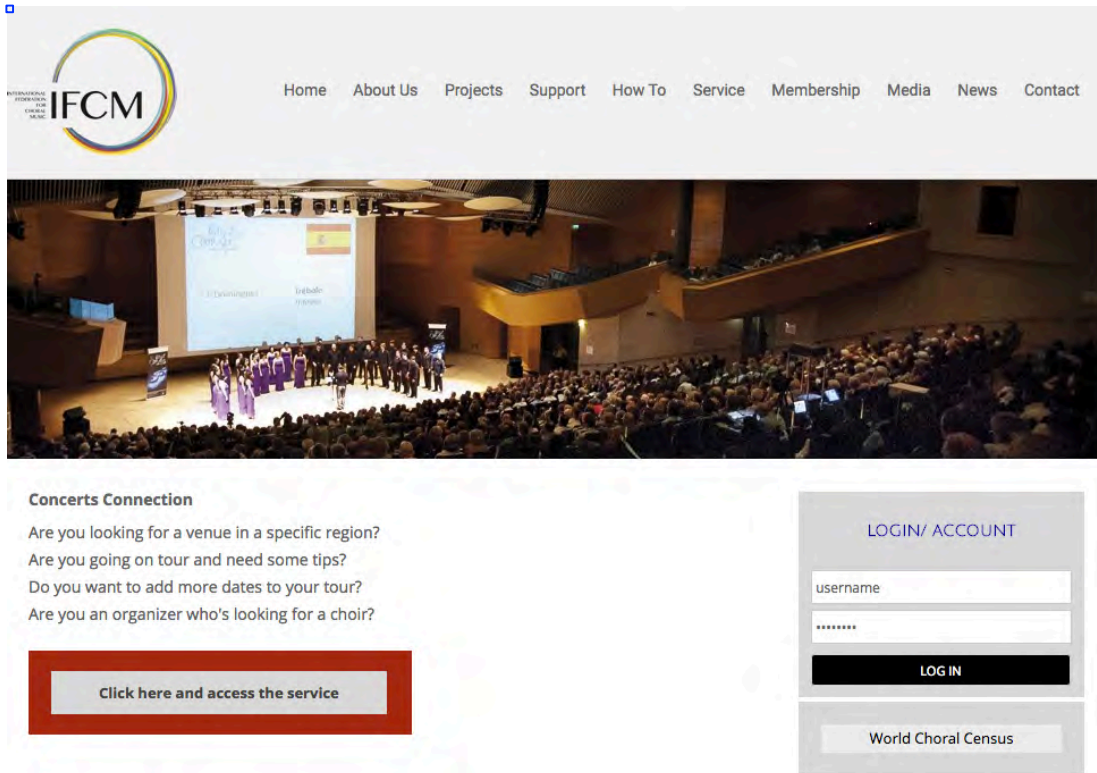 INTERNATIONAL
FEDERATION
FOR
CHORAL
MUSIC
IFCM
Home About Us Projects Support How To Service Membership Media News Contact
Concerts Connection
Are you looking for a venue in a specific region?
Are you going on tour and need some tips?
Do you want to add more dates to your tour?
Are you an organizer who's looking for a choir?
Click here and access the service
LOGIN/ ACCOUNT
username
••••••••
LOG IN
World Choral Census